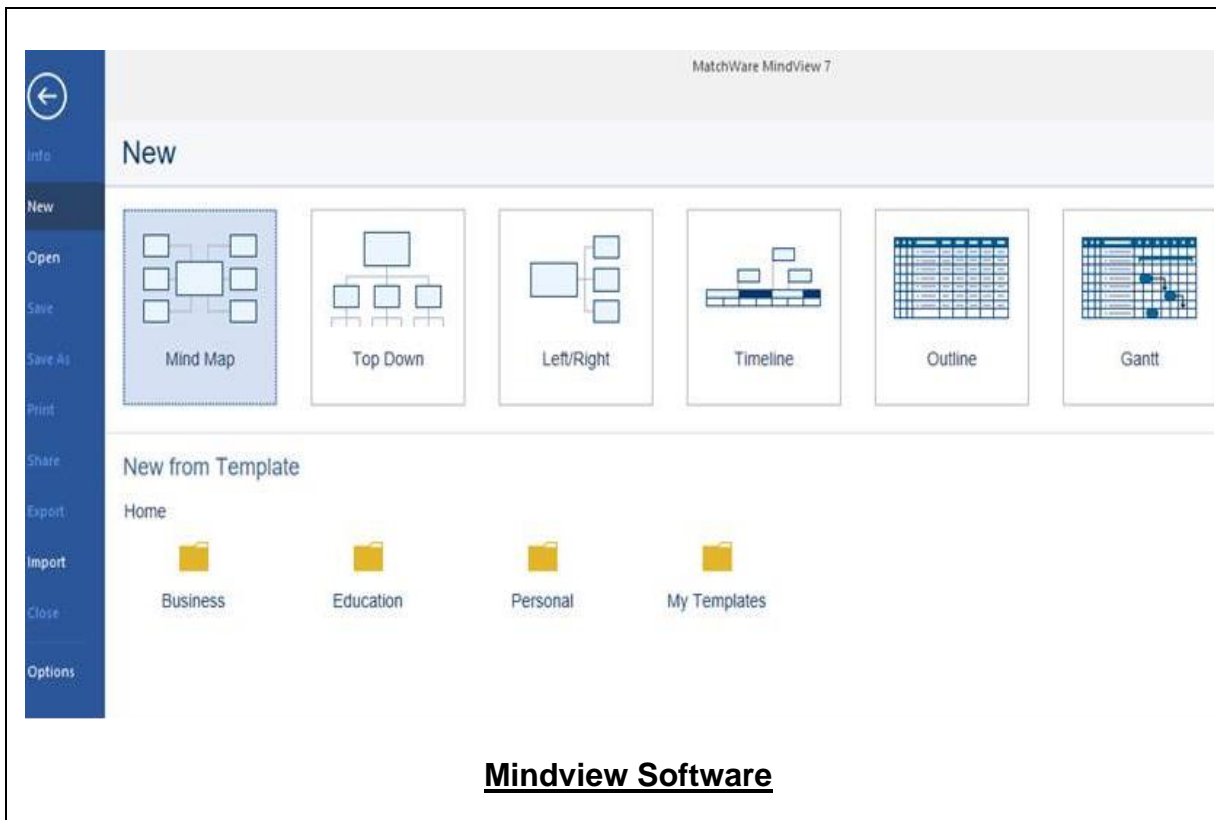 MatchWare MindView 7
Info
New
Open
Save
Save As
Print
Share
Export
Import
Close
Options
New
Mind Map
Top Down
Left/Right
Timeline
Outline
Gantt
New from Template
Home
Business
Education
Personal
My Templates
Mindview Software